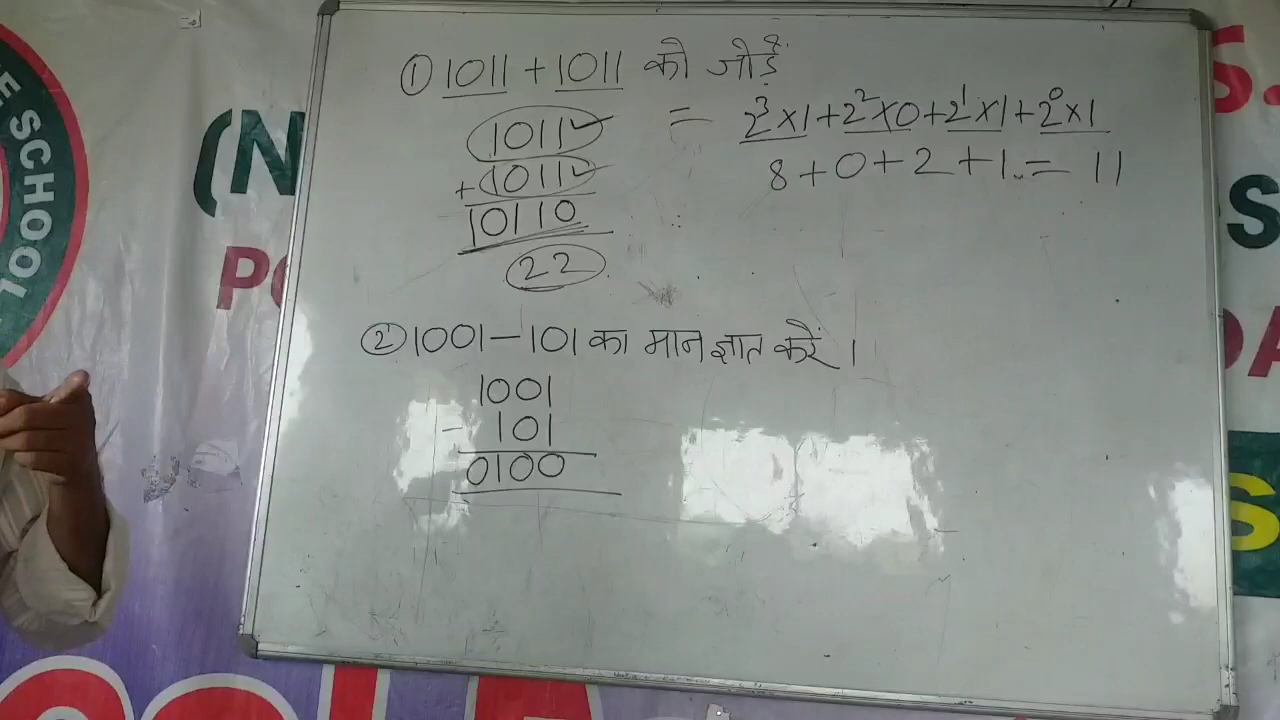 ① 1011 + 1011 को जोड़ें
1011
+ 1011
10110
22
= 2³×1 + 2²×0 + 2¹×1 + 2⁰×1
8 + 0 + 2 + 1 = 11
② 1001 – 101 का मान ज्ञात करें ।
1001
– 101
0100
SCHOOL
(N
S.
S
S